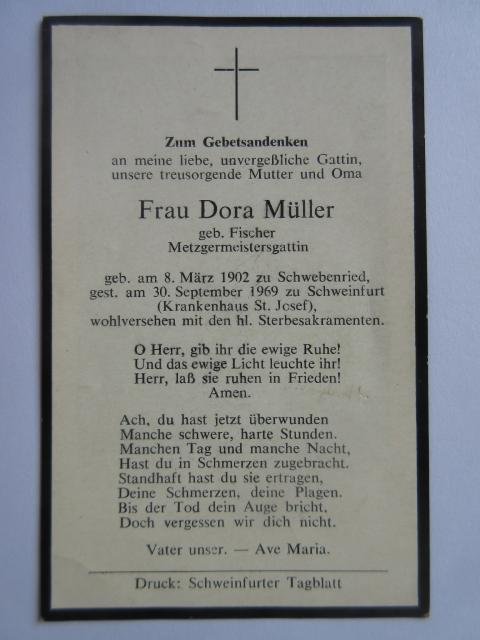 Zum Gebetsandenken
an meine liebe, unvergeßliche Gattin,
unsere treusorgende Mutter und Oma
Frau Dora Müller
geb. Fischer
Metzgermeistersgattin
geb. am 8. März 1902 zu Schwebenried,
gest. am 30. September 1969 zu Schweinfurt
(Krankenhaus St. Josef),
wohlversehen mit den hl. Sterbesakramenten.
O Herr, gib ihr die ewige Ruhe!
Und das ewige Licht leuchte ihr!
Herr, laß sie ruhen in Frieden!
Amen.
Ach, du hast jetzt überwunden
Manche schwere, harte Stunden.
Manchen Tag und manche Nacht,
Hast du in Schmerzen zugebracht.
Standhaft hast du sie ertragen,
Deine Schmerzen, deine Plagen.
Bis der Tod dein Auge bricht,
Doch vergessen wir dich nicht.
Vater unser. — Ave Maria.
Druck: Schweinfurter Tagblatt